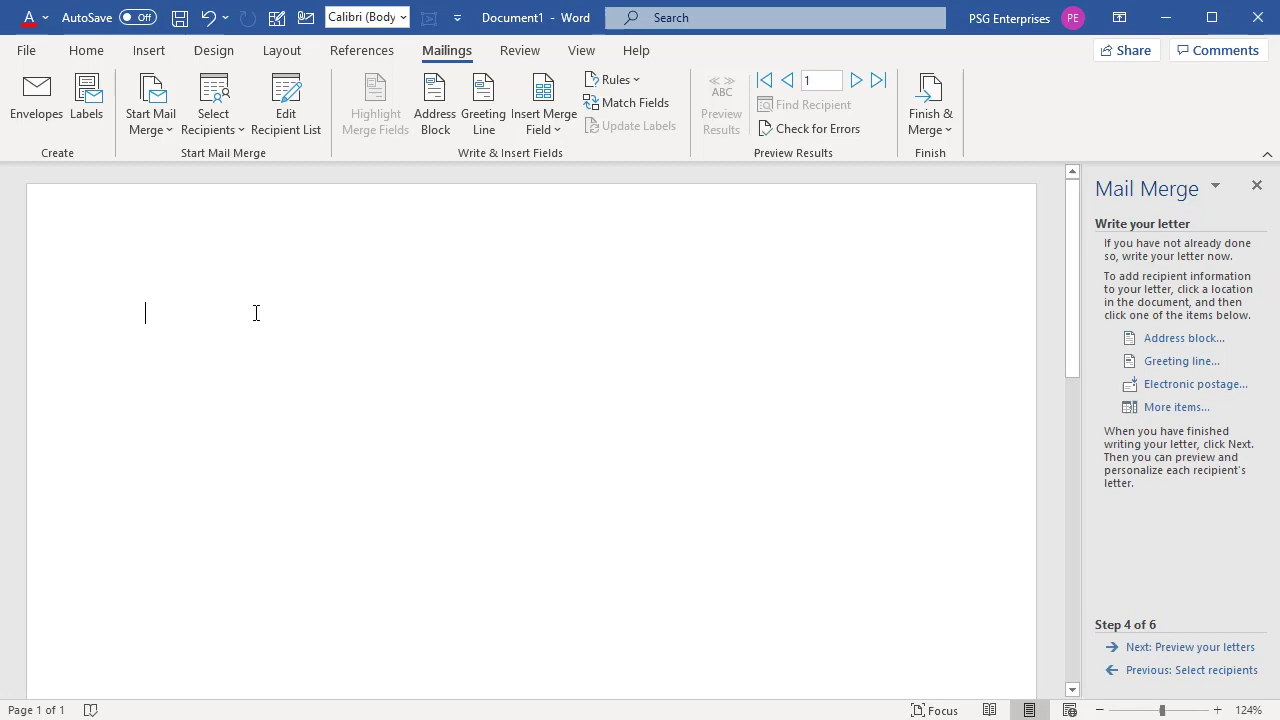 A AutoSave Off Calibri (Body Document1 - Word Search PSG Enterprises PE
File Home Insert Design Layout References Mailings Review View Help Share Comments
Envelopes Labels
Start Mail Merge Select Recipients Edit Recipient List
Highlight Merge Fields Address Block Greeting Line Insert Merge Field
Rules
Match Fields
Update Labels
<< >>
ABC
Preview Results
1
Find Recipient
Check for Errors
Finish & Merge
Create Start Mail Merge Write & Insert Fields Preview Results Finish
Mail Merge
Write your letter
If you have not already done
so, write your letter now.
To add recipient information
to your letter, click a location
in the document, and then
click one of the items below.
Address block...
Greeting line...
Electronic postage...
More items...
When you have finished
writing your letter, click Next.
Then you can preview and
personalize each recipient's
letter.
Step 4 of 6
Next: Preview your letters
Previous: Select recipients
Page 1 of 1 Focus 124%